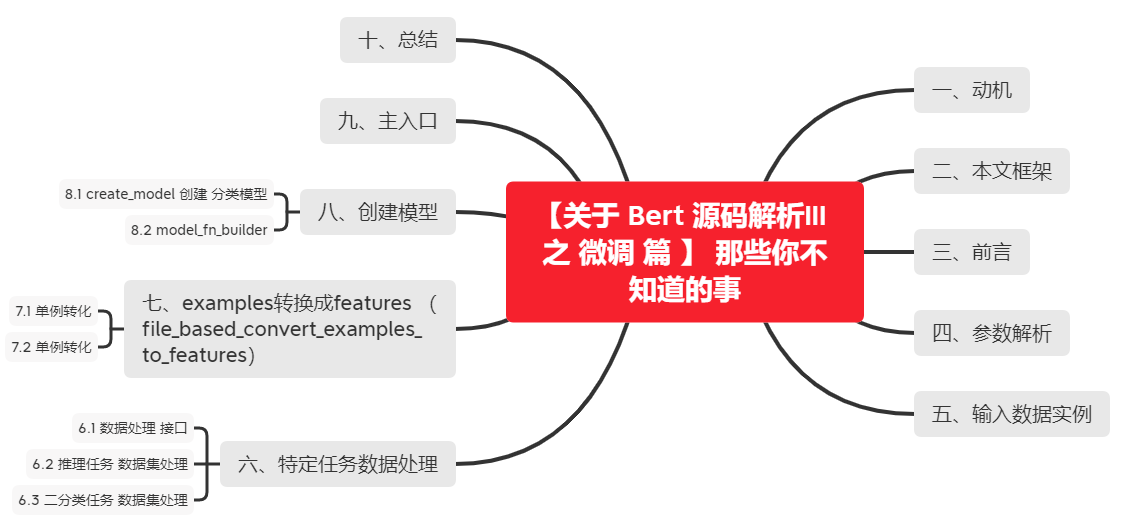 【关于 Bert 源码解析III
之 微调 篇 】 那些你不
知道的事
一、动机
二、本文框架
三、前言
四、参数解析
五、输入数据实例
六、特定任务数据处理
6.1 数据处理 接口
6.2 推理任务 数据集处理
6.3 二分类任务 数据集处理
七、examples转换成features （
file_based_convert_examples_
to_features）
7.1 单例转化
7.2 单例转化
八、创建模型
8.1 create_model 创建 分类模型
8.2 model_fn_builder
九、主入口
十、总结